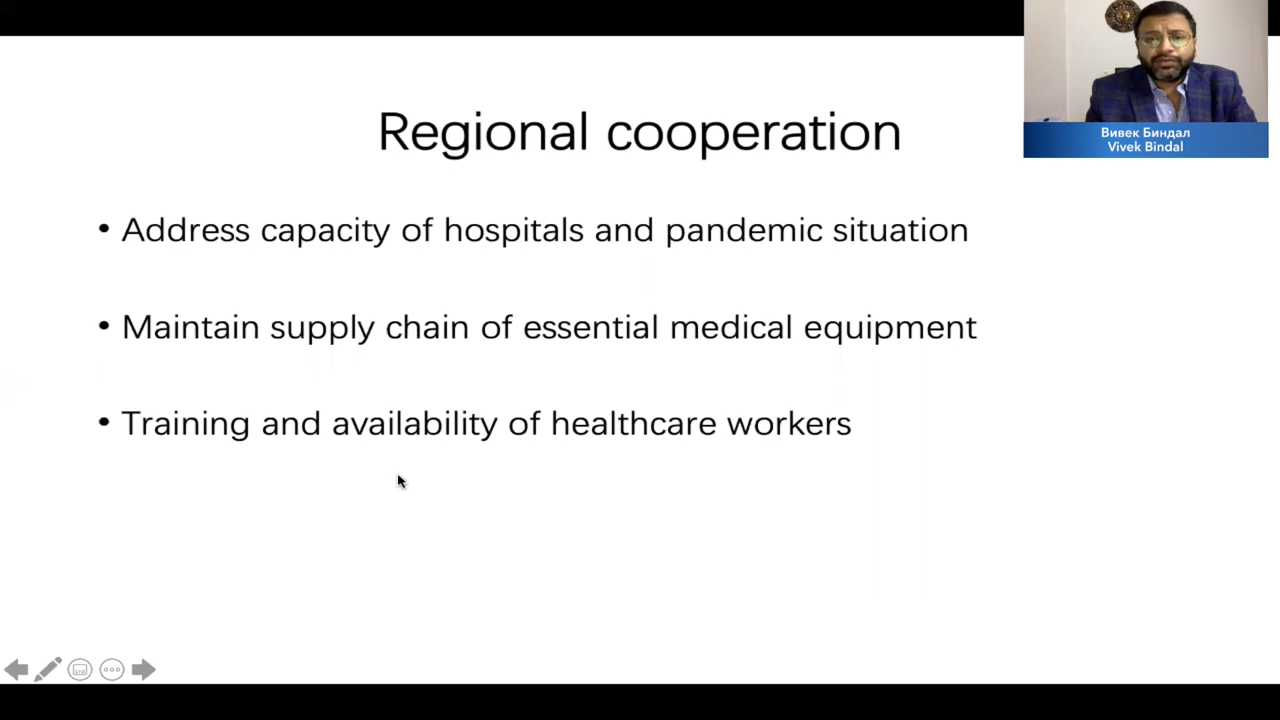 Regional cooperation
• Address capacity of hospitals and pandemic situation
• Maintain supply chain of essential medical equipment
• Training and availability of healthcare workers
Вивек Биндал
Vivek Bindal